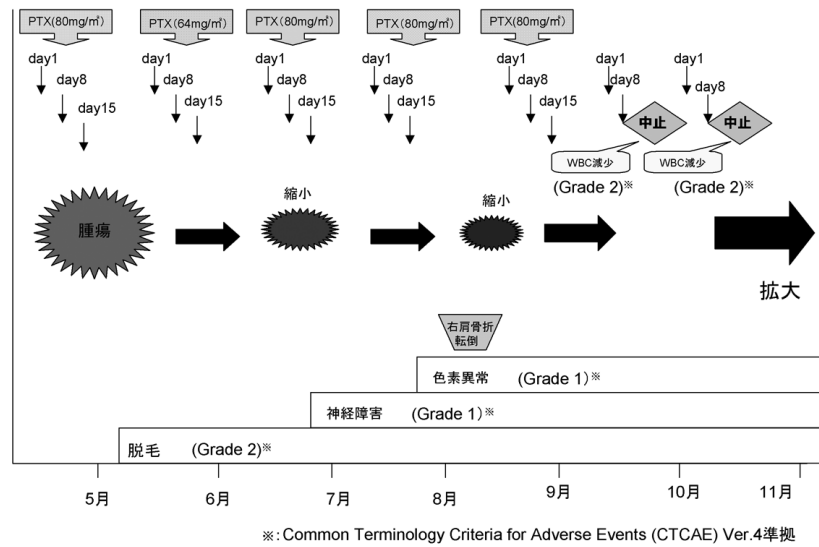 PTX(80mg/㎡)
PTX(64mg/㎡)
PTX(80mg/㎡)
PTX(80mg/㎡)
PTX(80mg/㎡)
day1
day8
day15
day1
day8
day15
day1
day8
day15
day1
day8
day15
day1
day8
day15
day1
day8
中止
day1
day8
中止
WBC減少
WBC減少
(Grade 2)※
(Grade 2)※
腫瘍
縮小
縮小
拡大
右肩骨折
転倒
色素異常 (Grade 1)※
神経障害 (Grade 1)※
脱毛 (Grade 2)※
5月
6月
7月
8月
9月
10月
11月
※:Common Terminology Criteria for Adverse Events (CTCAE) Ver.4準拠